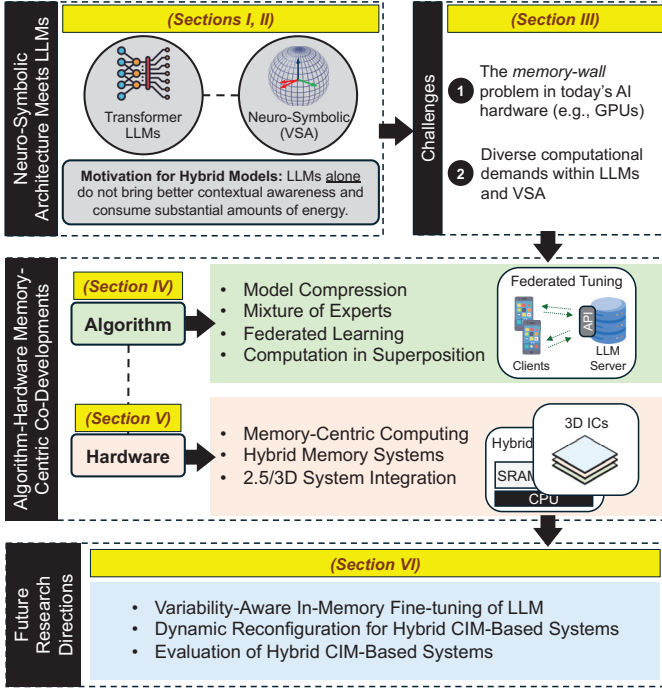 Neuro-Symbolic
Architecture Meets LLMs
(Sections I, II)
Transformer
LLMs
Neuro-Symbolic
(VSA)
Motivation for Hybrid Models: LLMs alone
do not bring better contextual awareness and
consume substantial amounts of energy.
Challenges
(Section III)
1 The memory-wall
problem in today's AI
hardware (e.g., GPUs)
2 Diverse computational
demands within LLMs
and VSA
Algorithm-Hardware Memory-
Centric Co-Developments
(Section IV)
Algorithm
• Model Compression
• Mixture of Experts
• Federated Learning
• Computation in Superposition
Federated Tuning
API
Clients
LLM
Server
(Section V)
Hardware
• Memory-Centric Computing
• Hybrid Memory Systems
• 2.5/3D System Integration
Hybrid
SRAM
CPU
3D ICs
Future
Research
Directions
(Section VI)
• Variability-Aware In-Memory Fine-tuning of LLM
• Dynamic Reconfiguration for Hybrid CIM-Based Systems
• Evaluation of Hybrid CIM-Based Systems